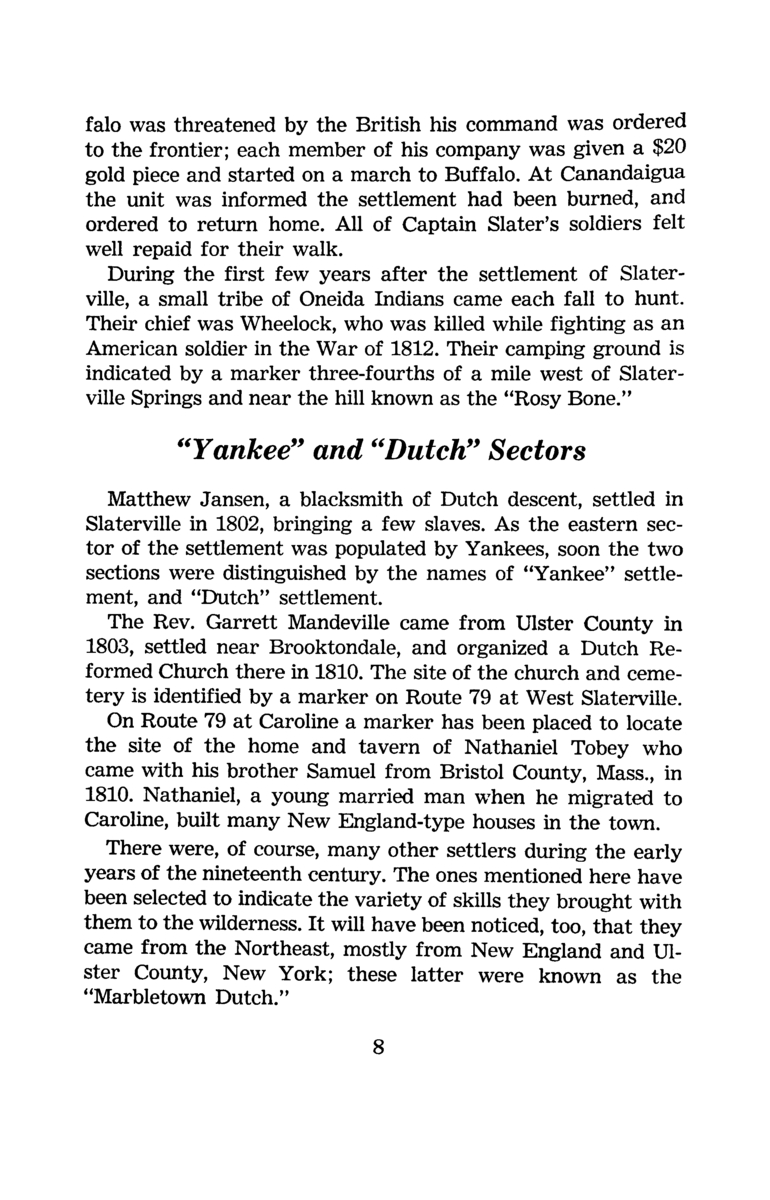 falo was threatened by the British his command was ordered
to the frontier; each member of his company was given a $20
gold piece and started on a march to Buffalo. At Canandaigua
the unit was informed the settlement had been burned, and
ordered to return home. All of Captain Slater's soldiers felt
well repaid for their walk.
During the first few years after the settlement of Slater-
ville, a small tribe of Oneida Indians came each fall to hunt.
Their chief was Wheelock, who was killed while fighting as an
American soldier in the War of 1812. Their camping ground is
indicated by a marker three-fourths of a mile west of Slater-
ville Springs and near the hill known as the “Rosy Bone.”
“Yankee” and “Dutch” Sectors
Matthew Jansen, a blacksmith of Dutch descent, settled in
Slaterville in 1802, bringing a few slaves. As the eastern sec-
tor of the settlement was populated by Yankees, soon the two
sections were distinguished by the names of “Yankee” settle-
ment, and “Dutch” settlement.
The Rev. Garrett Mandeville came from Ulster County in
1803, settled near Brooktondale, and organized a Dutch Re-
formed Church there in 1810. The site of the church and ceme-
tery is identified by a marker on Route 79 at West Slaterville.
On Route 79 at Caroline a marker has been placed to locate
the site of the home and tavern of Nathaniel Tobey who
came with his brother Samuel from Bristol County, Mass., in
1810. Nathaniel, a young married man when he migrated to
Caroline, built many New England-type houses in the town.
There were, of course, many other settlers during the early
years of the nineteenth century. The ones mentioned here have
been selected to indicate the variety of skills they brought with
them to the wilderness. It will have been noticed, too, that they
came from the Northeast, mostly from New England and Ul-
ster County, New York; these latter were known as the
“Marbletown Dutch.”
8